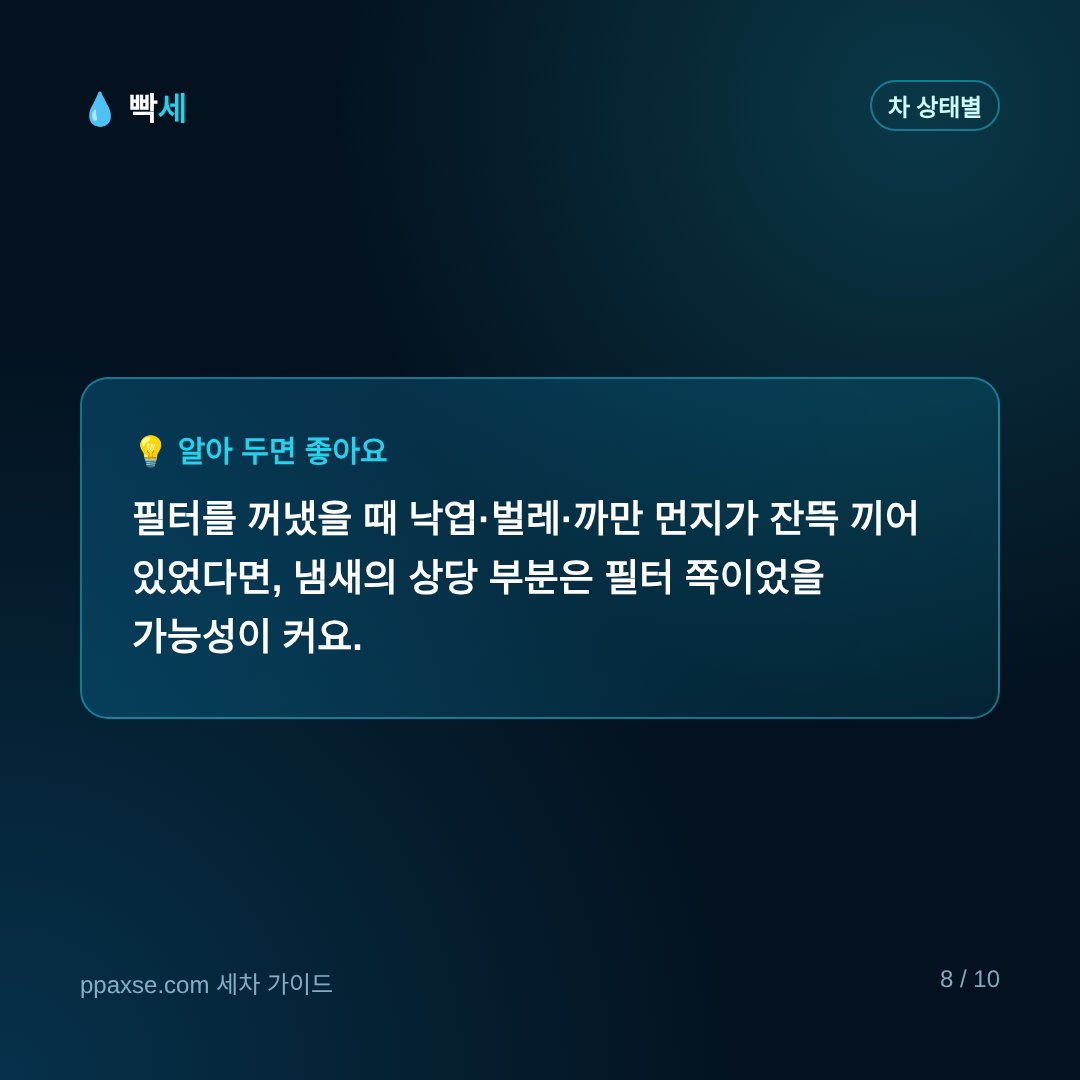 빡세
차 상태별
💡 알아 두면 좋아요
필터를 꺼냈을 때 낙엽·벌레·까만 먼지가 잔뜩 끼어
있었다면, 냄새의 상당 부분은 필터 쪽이었을
가능성이 커요.
ppaxse.com 세차 가이드
8 / 10